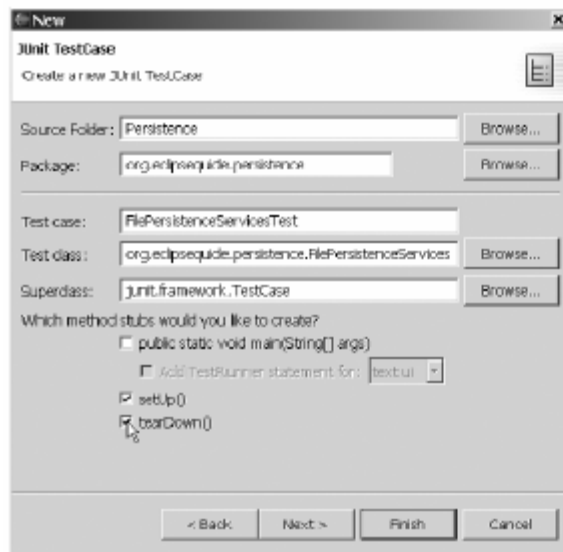 New
JUnit TestCase
Create a new JUnit TestCase
Source Folder: Persistence Browse...
Package: org.eclipseguide.persistence Browse...
Test case: FilePersistenceServicesTest
Test class: org.eclipseguide.persistence.FilePersistenceServices Browse...
Superclass: junit.framework.TestCase Browse...
Which method stubs would you like to create?
public static void main(String[] args)
Add TestRunner statement for: text ui
setUp()
tearDown()
< Back Next > Finish Cancel